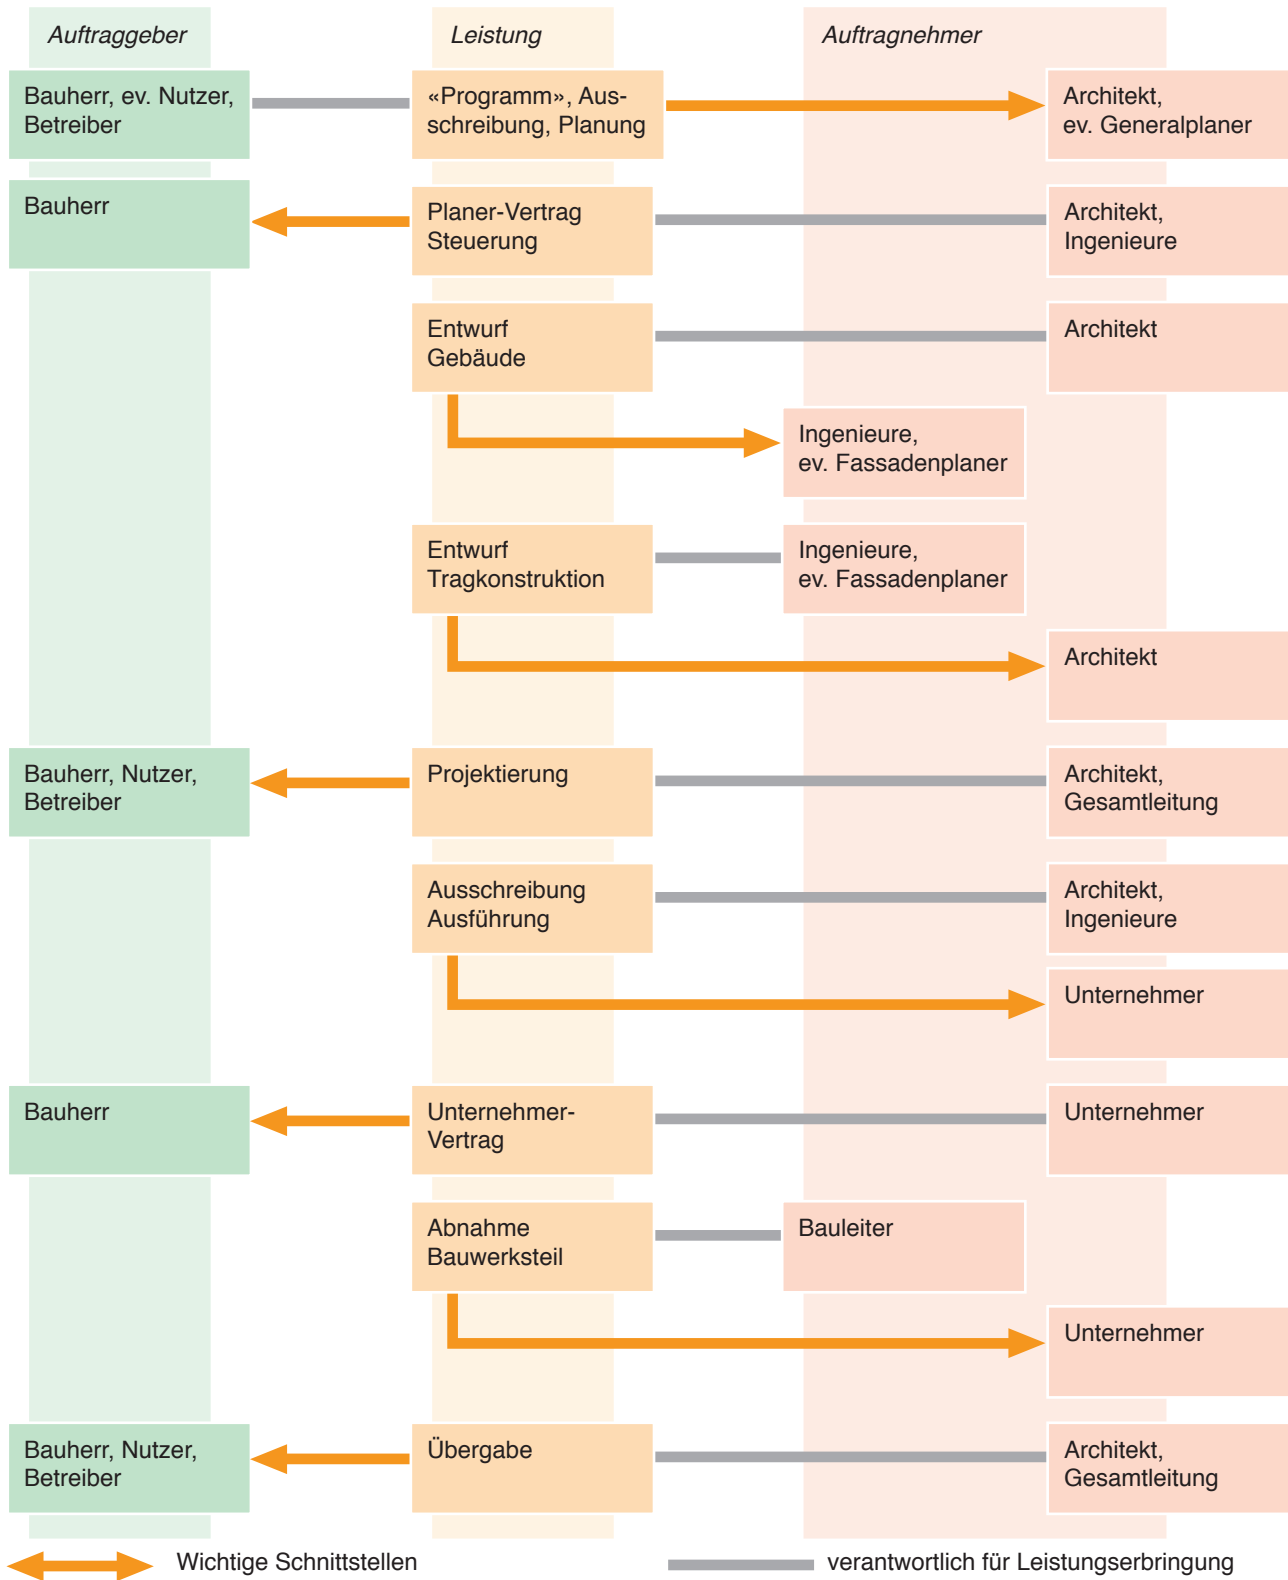 Auftraggeber
Leistung
Auftragnehmer
Bauherr, ev. Nutzer,
Betreiber
«Programm», Aus-
schreibung, Planung
Architekt,
ev. Generalplaner
Bauherr
Planer-Vertrag
Steuerung
Architekt,
Ingenieure
Entwurf
Gebäude
Architekt
Ingenieure,
ev. Fassadenplaner
Entwurf
Tragkonstruktion
Ingenieure,
ev. Fassadenplaner
Architekt
Bauherr, Nutzer,
Betreiber
Projektierung
Architekt,
Gesamtleitung
Ausschreibung
Ausführung
Architekt,
Ingenieure
Unternehmer
Bauherr
Unternehmer-
Vertrag
Unternehmer
Abnahme
Bauwerksteil
Bauleiter
Unternehmer
Bauherr, Nutzer,
Betreiber
Übergabe
Architekt,
Gesamtleitung
Wichtige Schnittstellen
verantwortlich für Leistungserbringung